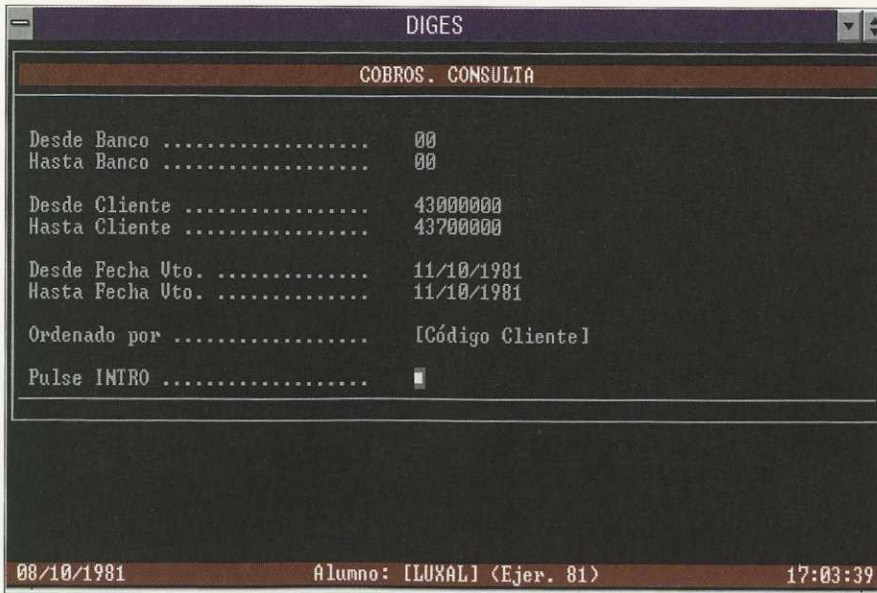 DIGES
COBROS. CONSULTA
Desde Banco ................... 00
Hasta Banco ................... 00
Desde Cliente ................. 43000000
Hasta Cliente ................. 43700000
Desde Fecha Vto. .............. 11/10/1981
Hasta Fecha Vto. .............. 11/10/1981
Ordenado por .................. [Código Cliente]
Pulse INTRO ...................
08/10/1981 Alumno: [LUXAL] (Ejer. 81) 17:03:39